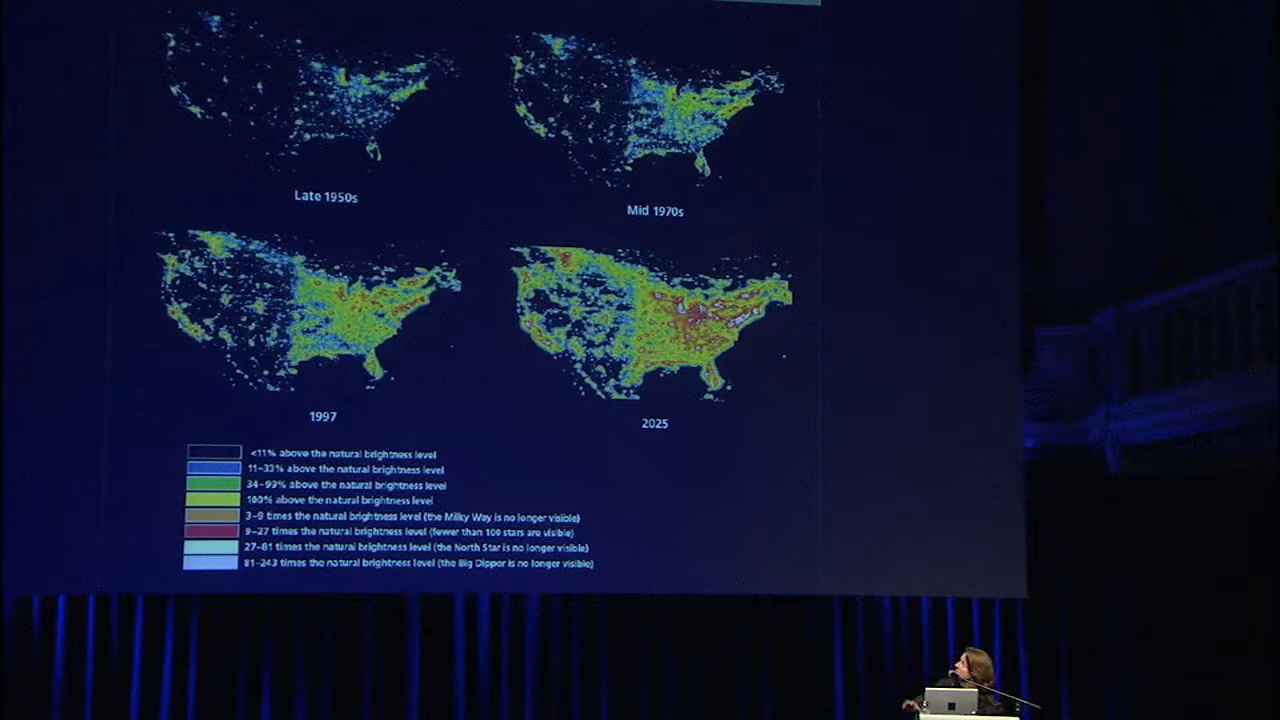 Late 1950s
Mid 1970s
1997
2025
<11% above the natural brightness level
11–33% above the natural brightness level
34–99% above the natural brightness level
100% above the natural brightness level
3–9 times the natural brightness level (the Milky Way is no longer visible)
9–27 times the natural brightness level (fewer than 100 stars are visible)
27–81 times the natural brightness level (the North Star is no longer visible)
81–243 times the natural brightness level (the Big Dipper is no longer visible)